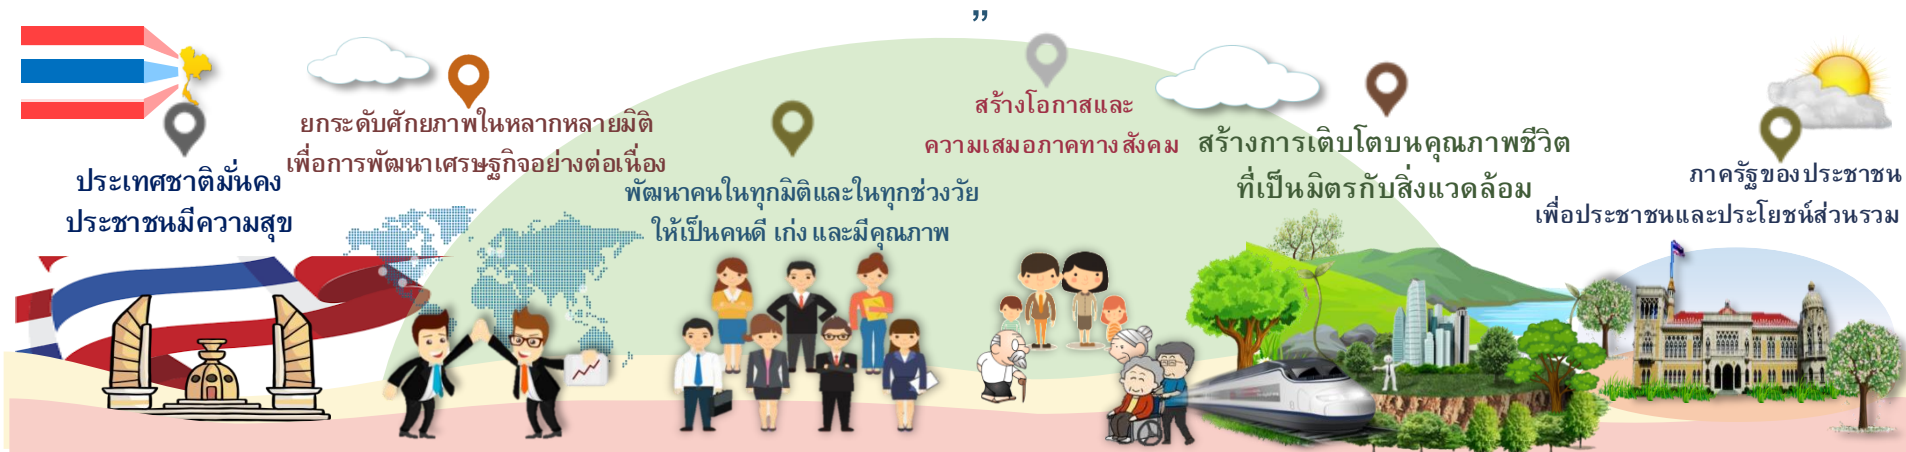 ”
ประเทศชาติมั่นคง
ประชาชนมีความสุข
ยกระดับศักยภาพในหลากหลายมิติ
เพื่อการพัฒนาเศรษฐกิจอย่างต่อเนื่อง
พัฒนาคนในทุกมิติและในทุกช่วงวัย
ให้เป็นคนดี เก่ง และมีคุณภาพ
สร้างโอกาสและ
ความเสมอภาคทางสังคม
สร้างการเติบโตบนคุณภาพชีวิต
ที่เป็นมิตรกับสิ่งแวดล้อม
ภาครัฐของประชาชน
เพื่อประชาชนและประโยชน์ส่วนรวม